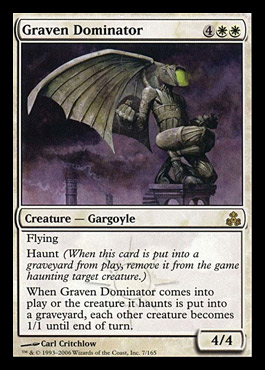 Graven Dominator 4
Creature — Gargoyle
Flying
Haunt (When this card is put into a
graveyard from play, remove it from the game
haunting target creature.)
When Graven Dominator comes into
play or the creature it haunts is put into
a graveyard, each other creature becomes
1/1 until end of turn.
Carl Critchlow
4/4
™ & © 1993–2006 Wizards of the Coast, Inc. 7/165